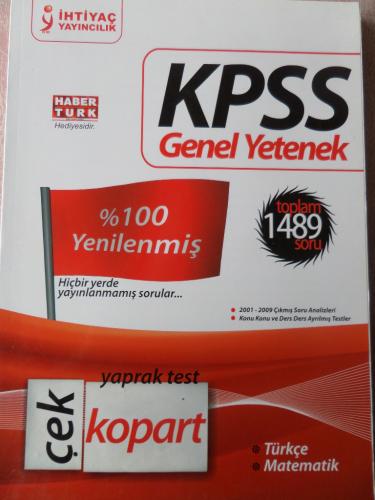 İHTİYAÇ
YAYINCILIK
KPSS
Genel Yetenek
HABER
TURK
Hediyesidir.
%100
Yenilenmiş
toplam
1489
soru
Hiçbir yerde
yayınlanmamış sorular...
2001 - 2009 Çıkmış Soru Analizleri
Konu Konu ve Ders Ders Ayrılmış Testler
yaprak test
çek
kopart
Türkçe
Matematik